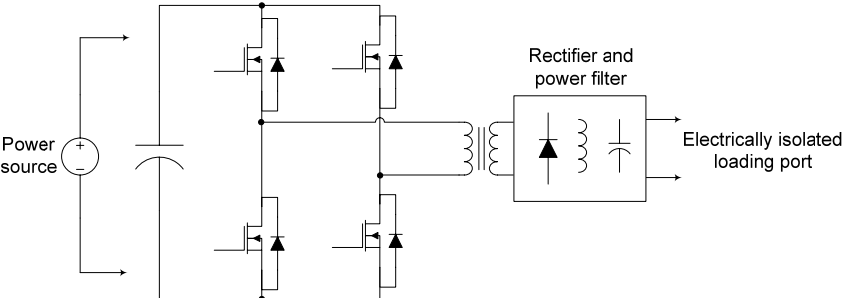 Rectifier and
power filter
Power
source
+
−
Electrically isolated
loading port